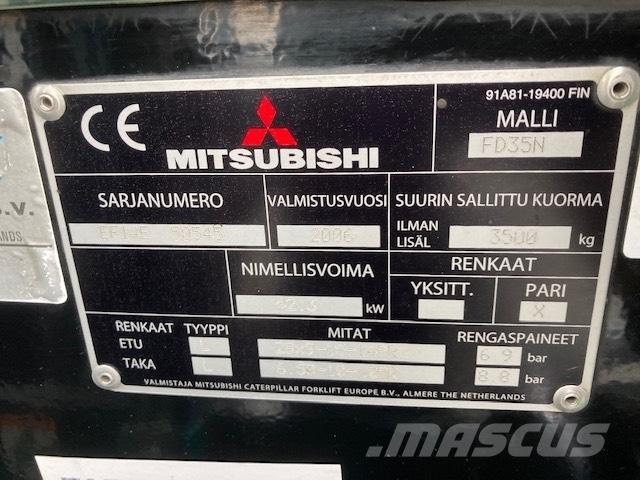 91A81-19400 FIN
CE
MITSUBISHI
MALLI
FD35N
SARJANUMERO
VALMISTUSVUOSI
2006
SUURIN SALLITTU KUORMA
ILMAN LISÄL 3500 kg
NIMELLISVOIMA
kW
RENKAAT
YKSITT. PARI
X
RENKAAT TYYPPI MITAT RENGASPAINEET
ETU L 6.9 bar
TAKA L bar
VALMISTAJA MITSUBISHI CATERPILLAR FORKLIFT EUROPE B.V., ALMERE THE NETHERLANDS
.V.
ANDS
MASCUS